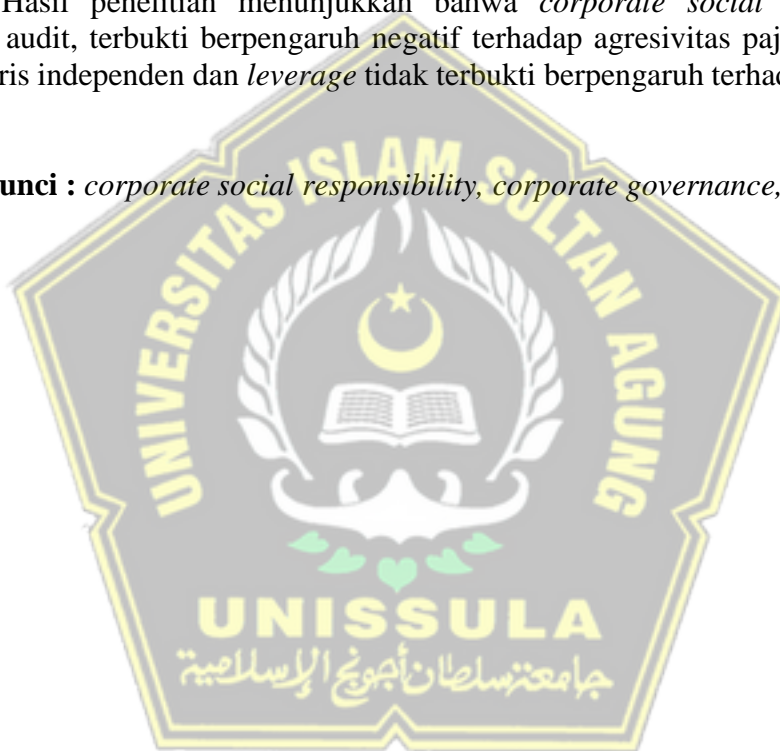 Hasil penelitian menunjukkan bahwa corporate social
audit, terbukti berpengaruh negatif terhadap agresivitas paj
ris independen dan leverage tidak terbukti berpengaruh terhad
unci : corporate social responsibility, corporate governance,
UNIVERSITAS ISLAM SULTAN AGUNG
UNISSULA
جامعة سلطان أجونج الإسلامية